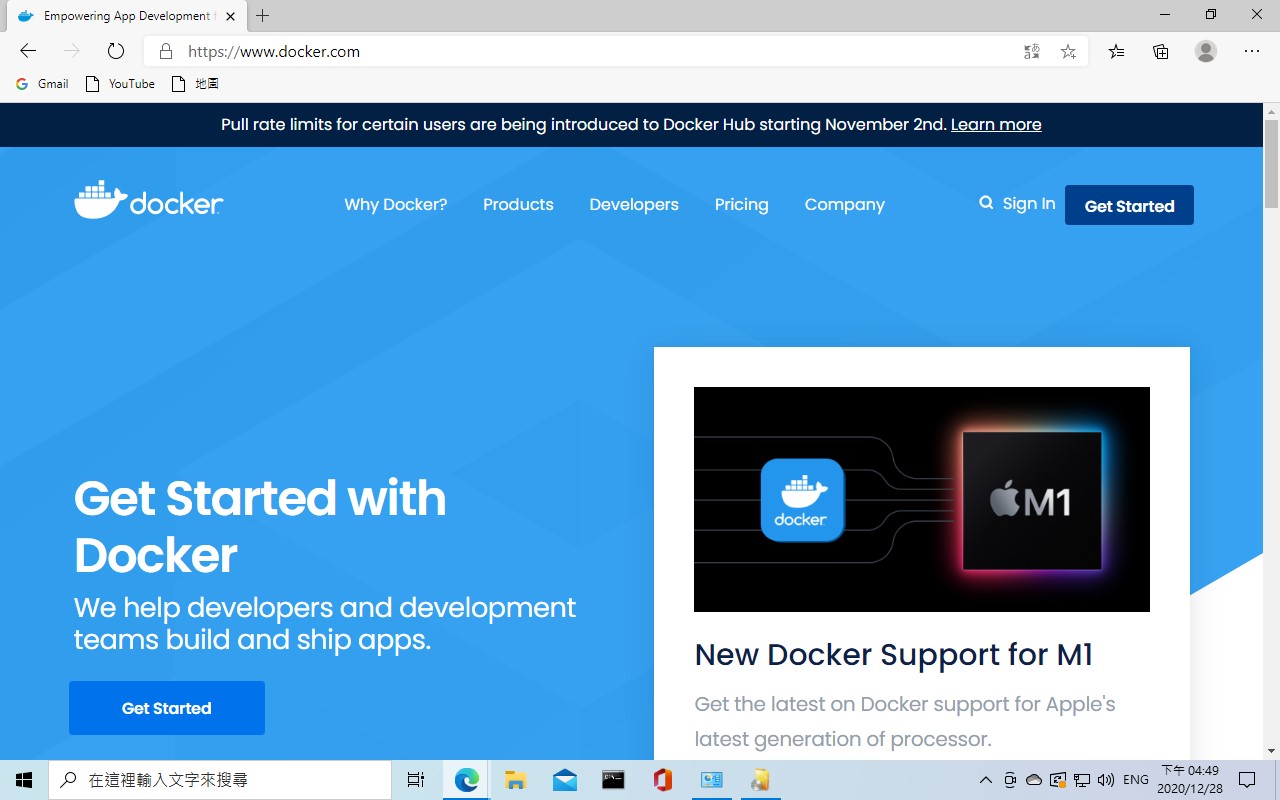 Empowering App Development f
https://www.docker.com
Gmail YouTube 地圖
Pull rate limits for certain users are being introduced to Docker Hub starting November 2nd. Learn more
docker Why Docker? Products Developers Pricing Company Sign In Get Started
docker
M1
Get Started with
Docker
We help developers and development
teams build and ship apps.
Get Started
New Docker Support for M1
Get the latest on Docker support for Apple's
latest generation of processor.
在這裡輸入文字來搜尋
ENG
下午 04:49
2020/12/28